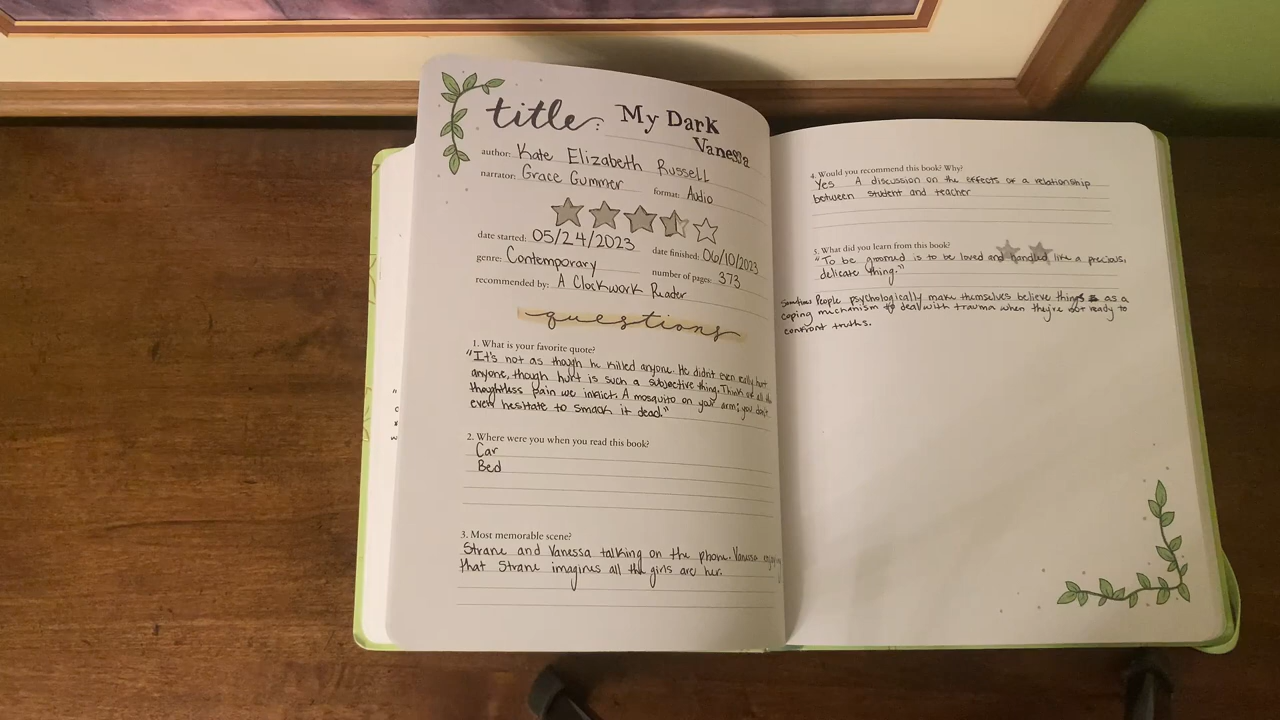 title: My Dark
Vanessa
author: Kate Elizabeth Russell
narrator: Grace Gummer format: Audio
date started: 05/24/2023 date finished: 06/10/2023
genre: Contemporary number of pages: 373
recommended by: A Clockwork Reader
questions
1. What is your favorite quote?
"It's not as though he killed anyone. He didn't even really hurt
anyone, though hurt is such a subjective thing. Think of all the
thoughtless pain we inflict. A mosquito on your arm; you don't
even hesitate to smack it dead."
2. Where were you when you read this book?
Car
Bed
3. Most memorable scene?
Strane and Vanessa talking on the phone. Vanessa enjoying
that Strane imagines all the girls are her.
4. Would you recommend this book? Why?
Yes A discussion on the effects of a relationship
between student and teacher
5. What did you learn from this book?
"To be groomed is to be loved and handled like a precious,
delicate thing."
Sometimes People psychologically make themselves believe things as a
coping mechanism to deal with trauma when they're not ready to
confront truths.